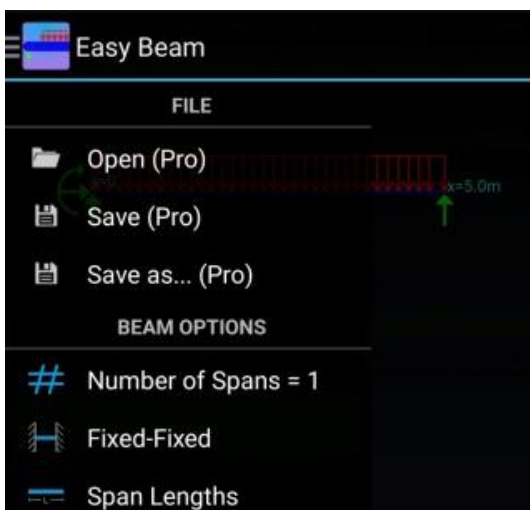 Easy Beam
FILE
Open (Pro)
x=5.0m
Save (Pro)
Save as... (Pro)
BEAM OPTIONS
Number of Spans = 1
Fixed-Fixed
Span Lengths